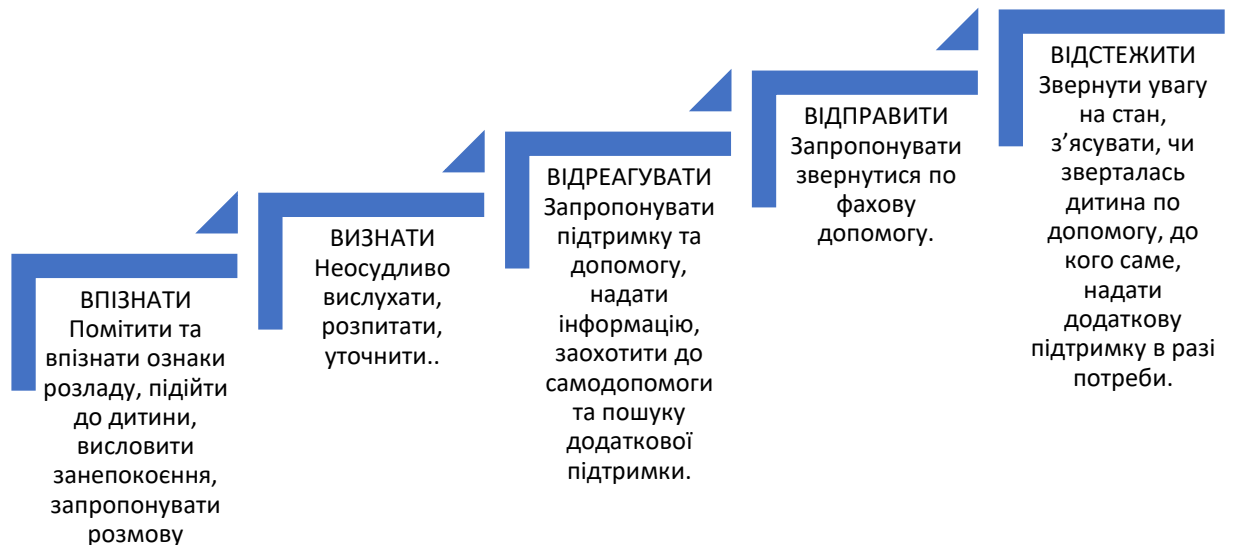 ВПІЗНАТИ
Помітити та
впізнати ознаки
розладу, підійти
до дитини,
висловити
занепокоєння,
запропонувати
розмову
ВИЗНАТИ
Неосудливо
вислухати,
розпитати,
уточнити..
ВІДРЕАГУВАТИ
Запропонувати
підтримку та
допомогу,
надати
інформацію,
заохотити до
самодопомоги
та пошуку
додаткової
підтримки.
ВІДПРАВИТИ
Запропонувати
звернутися по
фахову
допомогу.
ВІДСТЕЖИТИ
Звернути увагу
на стан,
з’ясувати, чи
зверталась
дитина по
допомогу, до
кого саме,
надати
додаткову
підтримку в разі
потреби.